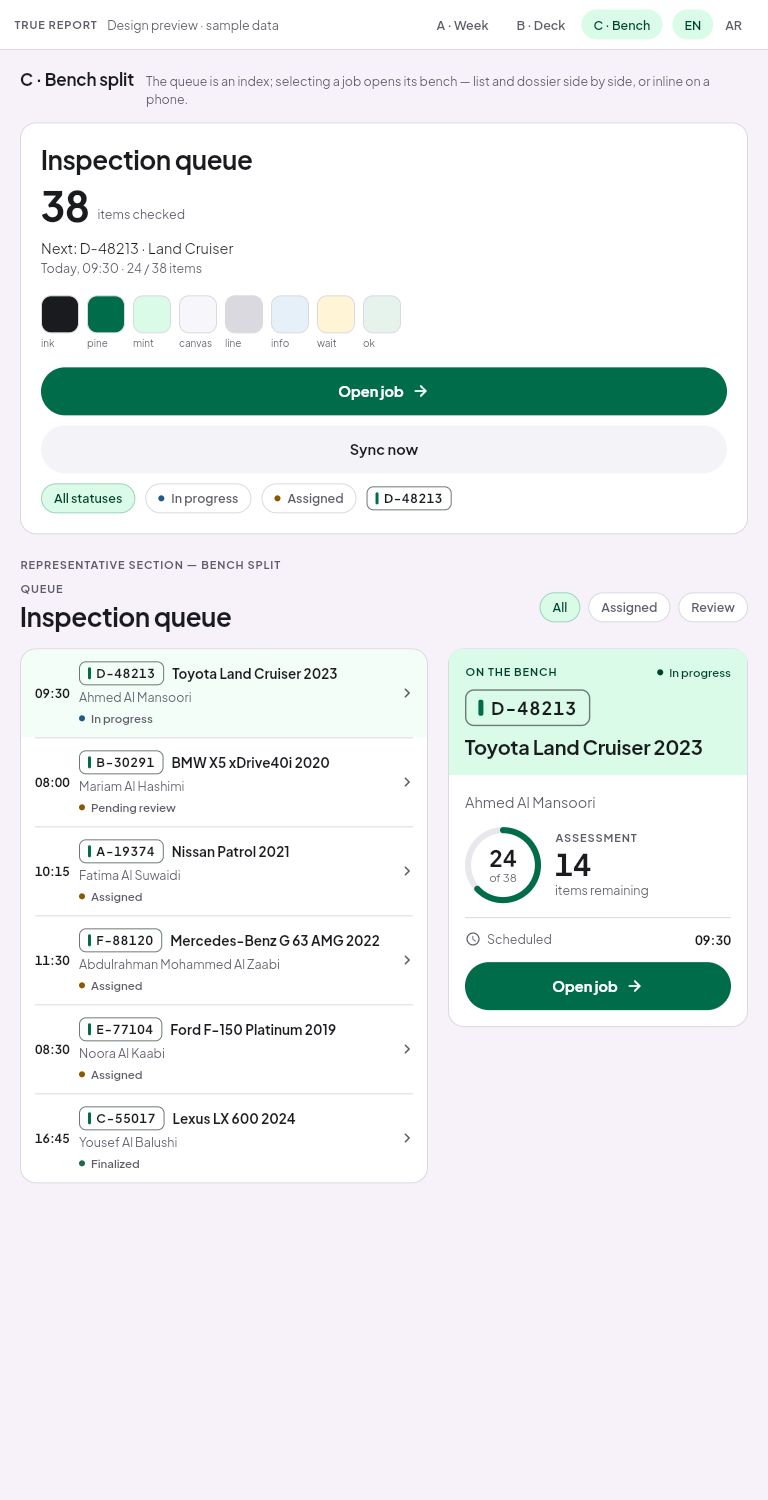 TRUE REPORT Design preview · sample data A · Week B · Deck C · Bench EN AR
C · Bench split The queue is an index; selecting a job opens its bench — list and dossier side by side, or inline on a
phone.
Inspection queue
38 items checked
Next: D-48213 · Land Cruiser
Today, 09:30 · 24 / 38 items
ink pine mint canvas line info wait ok
Open job →
Sync now
All statuses In progress Assigned D-48213
REPRESENTATIVE SECTION — BENCH SPLIT
QUEUE
Inspection queue
All Assigned Review
D-48213 Toyota Land Cruiser 2023
09:30
Ahmed Al Mansoori
In progress
B-30291 BMW X5 xDrive40i 2020
08:00
Mariam Al Hashimi
Pending review
A-19374 Nissan Patrol 2021
10:15
Fatima Al Suwaidi
Assigned
F-88120 Mercedes-Benz G 63 AMG 2022
11:30
Abdulrahman Mohammed Al Zaabi
Assigned
E-77104 Ford F-150 Platinum 2019
08:30
Noora Al Kaabi
Assigned
C-55017 Lexus LX 600 2024
16:45
Yousef Al Balushi
Finalized
ON THE BENCH In progress
D-48213
Toyota Land Cruiser 2023
Ahmed Al Mansoori
24
of 38
ASSESSMENT
14
items remaining
Scheduled 09:30
Open job →